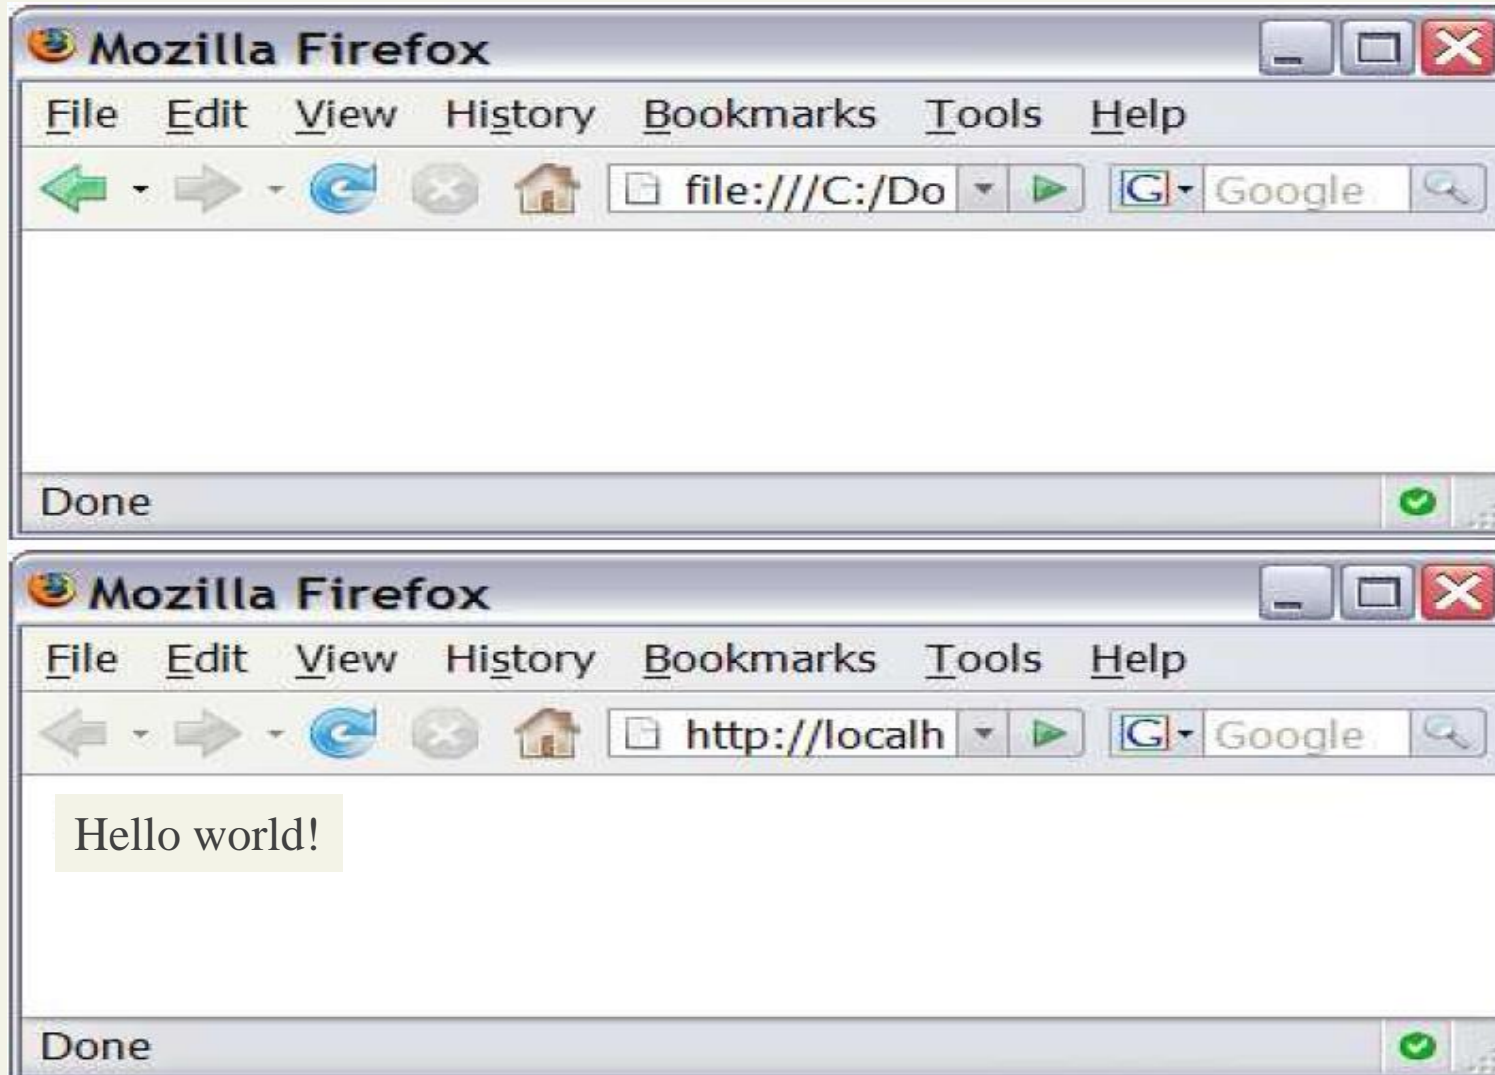 Mozilla Firefox
File Edit View History Bookmarks Tools Help
file:///C:/Do G Google
Done
Mozilla Firefox
File Edit View History Bookmarks Tools Help
http://localh G Google
Hello world!
Done